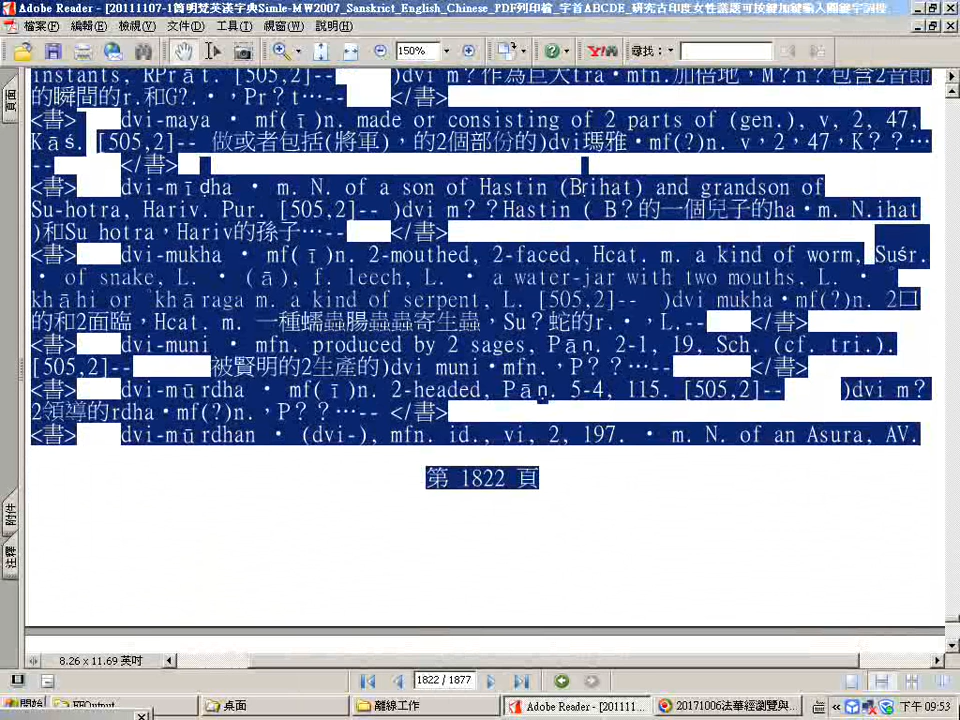 Adobe Reader - [20111107-1簡明梵英漢字典Simle-MW2007_Sanskrict_English_Chinese_PDF列印檔_字首ABCDE_研究古印度女性議題可按鍵加鍵輸入關鍵字詞搜
檔案(F) 編輯(E) 檢視(V) 文件(D) 工具(T) 視窗(W) 說明(H)
150% Y! 尋找：
頁面
instants. RPrāt. [505,2]-- )dvi m？作為巨大tra‧mfn.加倍地，M？n？包含2音節
的瞬間的r.和G?.‧，Pr？t…-- </書>
<書> dvi-maya ‧ mf(ī)n. made or consisting of 2 parts of (gen.), v, 2, 47,
Kāś. [505,2]-- 做或者包括(將軍)，的2個部份的)dvi瑪雅‧mf(?)n. v，2，47，K？？…
-- </書>
<書> dvi-mīḍha ‧ m. N. of a son of Hastin (Bṛihat) and grandson of
Su-hotra, Hariv. Pur. [505,2]-- )dvi m？？Hastin ( B？的一個兒子的ha‧m. N.ihat
)和Su hotra，Hariv的孫子…-- </書>
<書> dvi-mukha ‧ mf(ī)n. 2-mouthed, 2-faced, Hcat. m. a kind of worm, Suśr.
‧ of snake, L. ‧ (ā), f. leech, L. ‧ a water-jar with two mouths, L. ‧ °
khāhi or °khāraga m. a kind of serpent, L. [505,2]-- )dvi mukha‧mf(?)n. 2口
的和2面臨，Hcat. m. 一種蠕蟲腸蟲蟲寄生蟲，Su？蛇的r.‧，L.-- </書>
<書> dvi-muni ‧ mfn. produced by 2 sages, Pāṇ. 2-1, 19, Sch. (cf. tri.).
[505,2]-- 被賢明的2生產的)dvi muni‧mfn.，P？？…-- </書>
<書> dvi-mūrdha ‧ mf(ī)n. 2-headed, Pāṇ. 5-4, 115. [505,2]-- )dvi m？
2領導的rdha‧mf(?)n.，P？？…-- </書>
<書> dvi-mūrdhan ‧ (dvi-), mfn. id., vi, 2, 197. ‧ m. N. of an Asura, AV.
第 1822 頁
附件
注釋
8.26 x 11.69 英吋
1822 / 1877
開始 FFOutput 桌面 離線工作 Adobe Reader - [201111... 20171006法華經瀏覽與... 下午 09:53